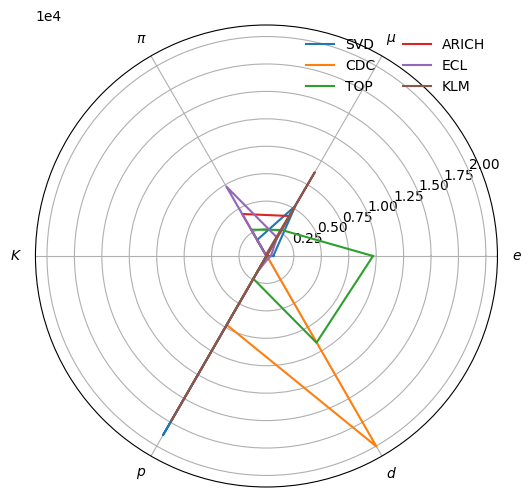 1e4
π
μ
SVD
CDC
TOP
ARICH
ECL
KLM
2.00
1.75
1.50
1.25
1.00
0.75
0.50
0.25
K
e
p
d